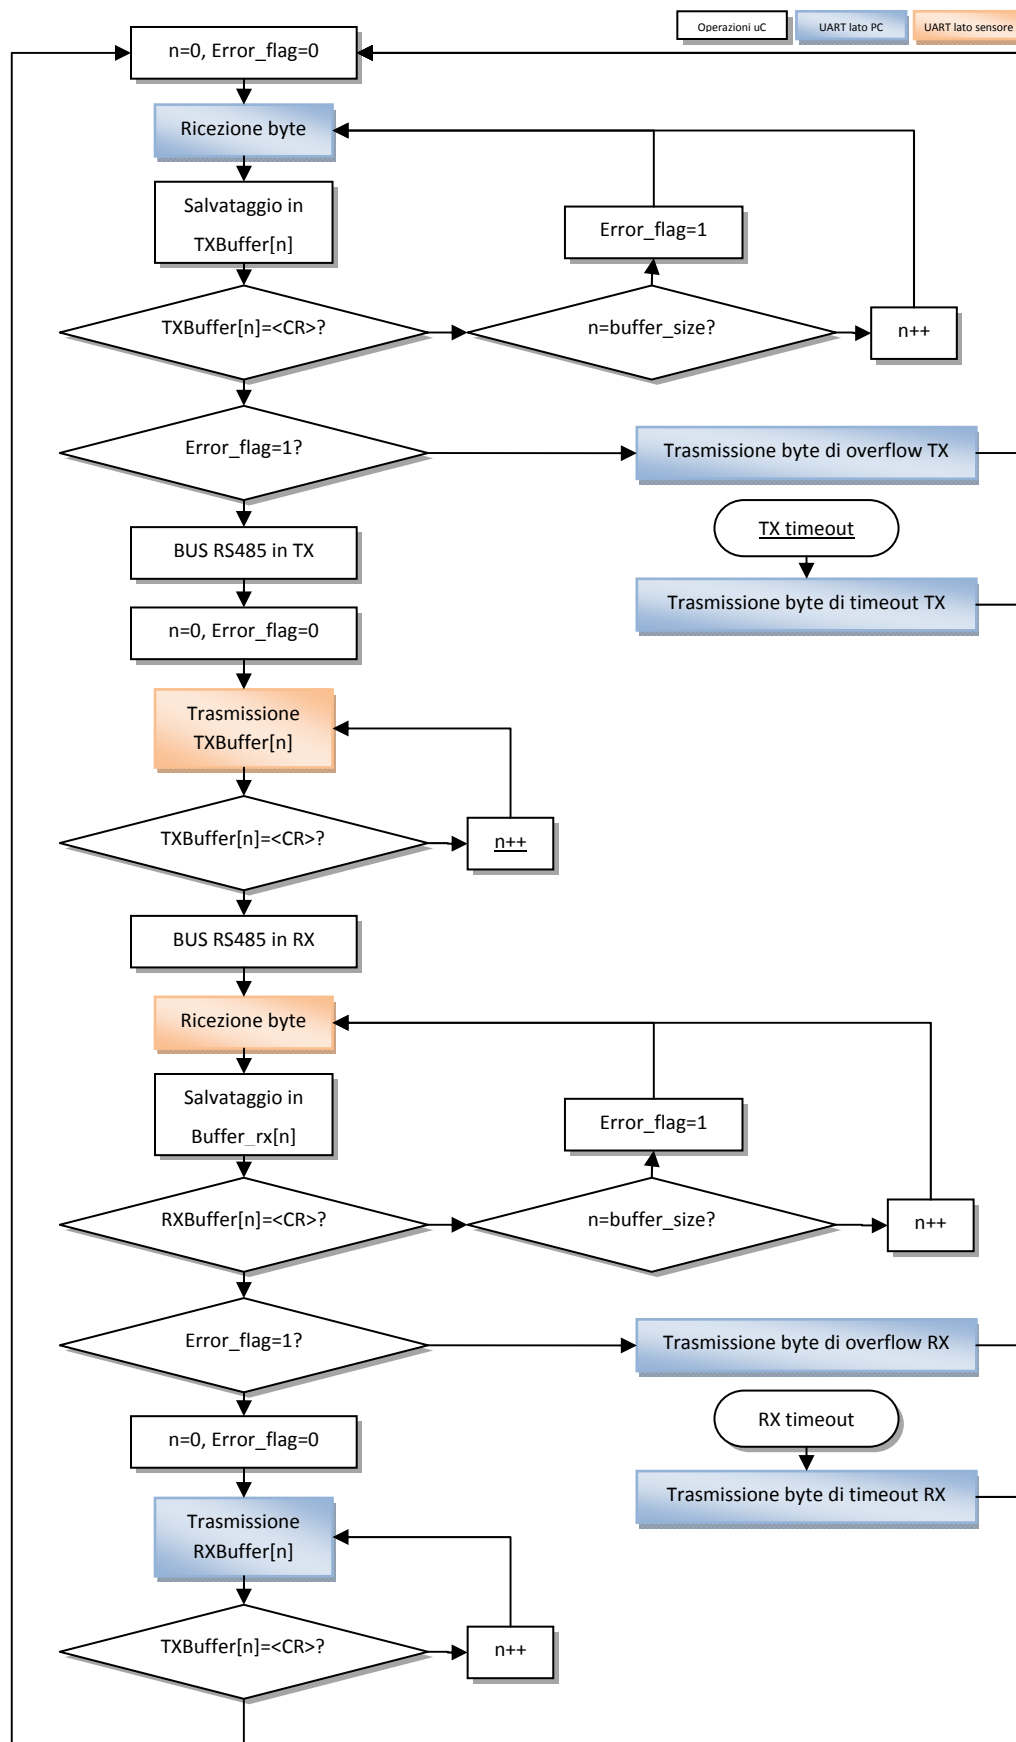 Operazioni uC
UART lato PC
UART lato sensore
n=0, Error_flag=0
Ricezione byte
Salvataggio in
TXBuffer[n]
Error_flag=1
TXBuffer[n]=<CR>?
n=buffer_size?
n++
Error_flag=1?
Trasmissione byte di overflow TX
TX timeout
BUS RS485 in TX
Trasmissione byte di timeout TX
n=0, Error_flag=0
Trasmissione
TXBuffer[n]
TXBuffer[n]=<CR>?
n++
BUS RS485 in RX
Ricezione byte
Salvataggio in
Buffer_rx[n]
Error_flag=1
RXBuffer[n]=<CR>?
n=buffer_size?
n++
Error_flag=1?
Trasmissione byte di overflow RX
RX timeout
n=0, Error_flag=0
Trasmissione byte di timeout RX
Trasmissione
RXBuffer[n]
TXBuffer[n]=<CR>?
n++